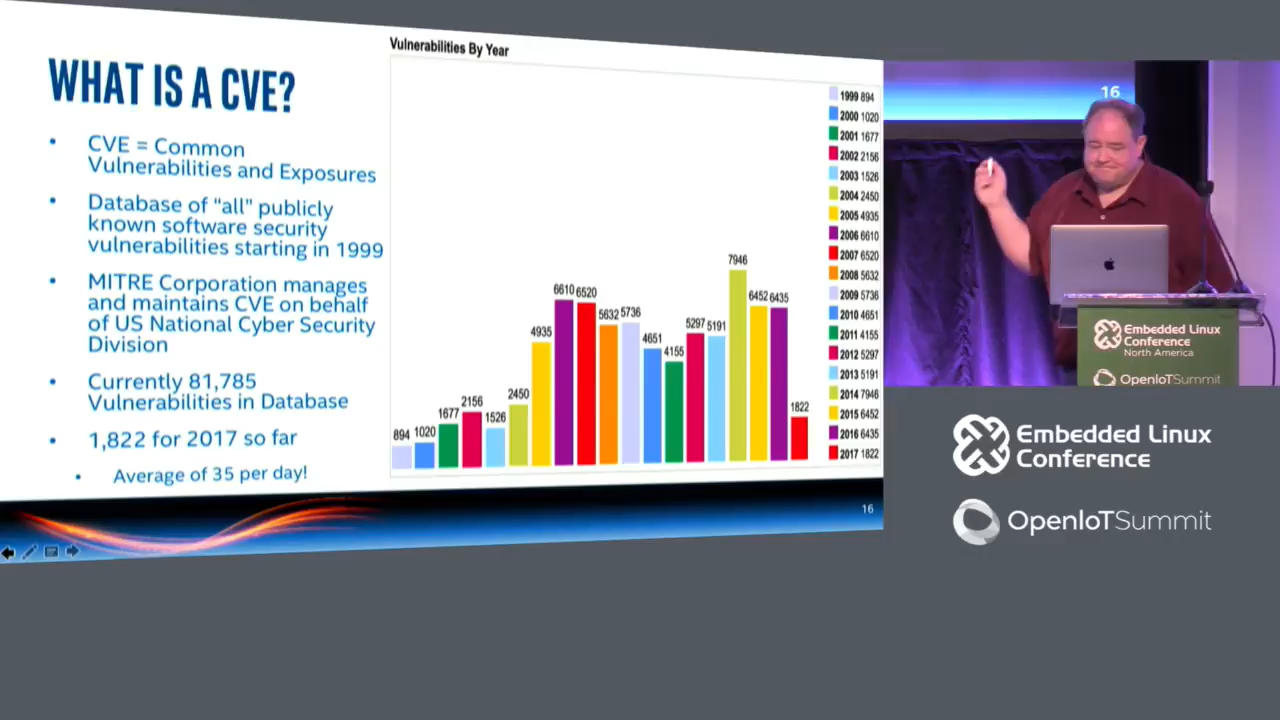 WHAT IS A CVE?
• CVE = Common
Vulnerabilities and Exposures
• Database of “all” publicly
known software security
vulnerabilities starting in 1999
• MITRE Corporation manages
and maintains CVE on behalf
of US National Cyber Security
Division
• Currently 81,785
Vulnerabilities in Database
• 1,822 for 2017 so far
• Average of 35 per day!
Vulnerabilities By Year
894
1020
1677
2156
1526
2450
4935
6610
6520
5632
5736
4651
4155
5297
5191
7946
6452
6435
1822
1999 894
2000 1020
2001 1677
2002 2156
2003 1526
2004 2450
2005 4935
2006 6610
2007 6520
2008 5632
2009 5736
2010 4651
2011 4155
2012 5297
2013 5191
2014 7946
2015 6452
2016 6435
2017 1822
16
16
Embedded Linux
Conference
North America
OpenIoTSummit
Embedded Linux
Conference
OpenIoTSummit